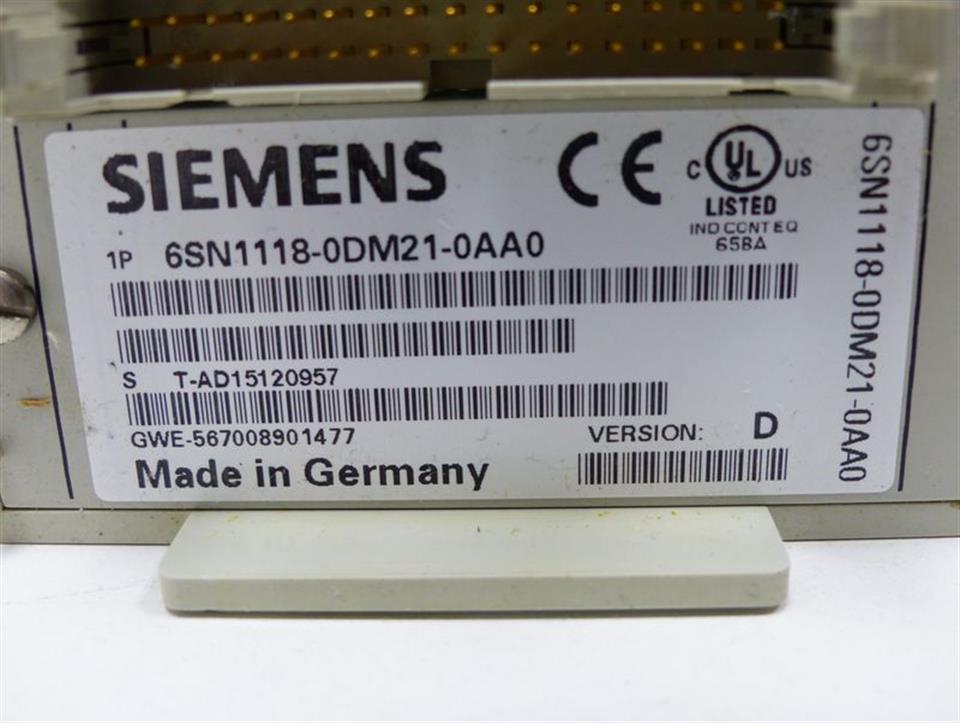 SIEMENS
CE
C UL US
LISTED
IND CONT EQ
65BA
1P 6SN1118-0DM21-0AA0
S T-AD15120957
GWE-567008901477
VERSION: D
Made in Germany
6SN1118-0DM21-0AA0